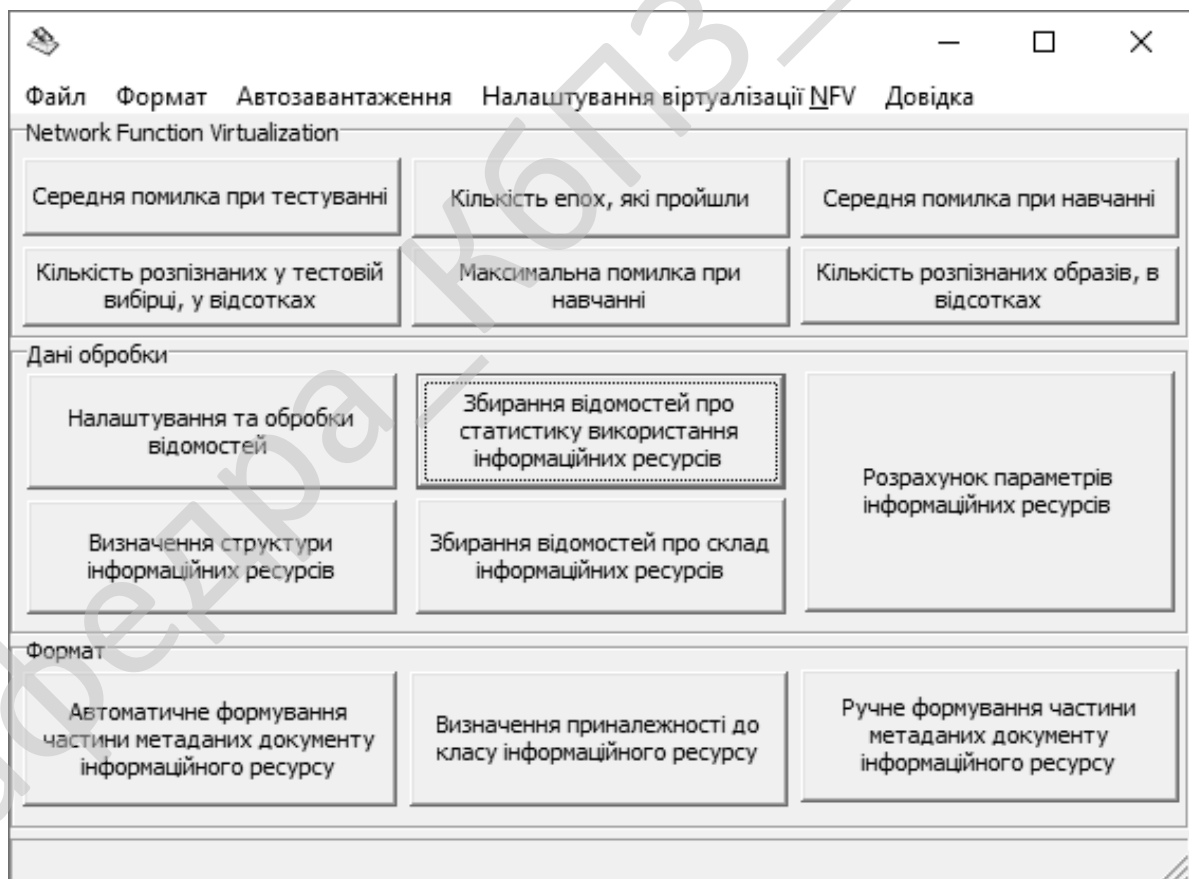 Файл Формат Автозавантаження Налаштування віртуалізації NFV Довідка
Network Function Virtualization
Середня помилка при тестуванні
Кількість епох, які пройшли
Середня помилка при навчанні
Кількість розпізнаних у тестовій
вибірці, у відсотках
Максимальна помилка при
навчанні
Кількість розпізнаних образів, в
відсотках
Дані обробки
Налаштування та обробки
відомостей
Збирання відомостей про
статистику використання
інформаційних ресурсів
Розрахунок параметрів
інформаційних ресурсів
Визначення структури
інформаційних ресурсів
Збирання відомостей про склад
інформаційних ресурсів
Формат
Автоматичне формування
частини метаданих документу
інформаційного ресурсу
Визначення приналежності до
класу інформаційного ресурсу
Ручне формування частини
метаданих документу
інформаційного ресурсу
афедра_КбПЗ_